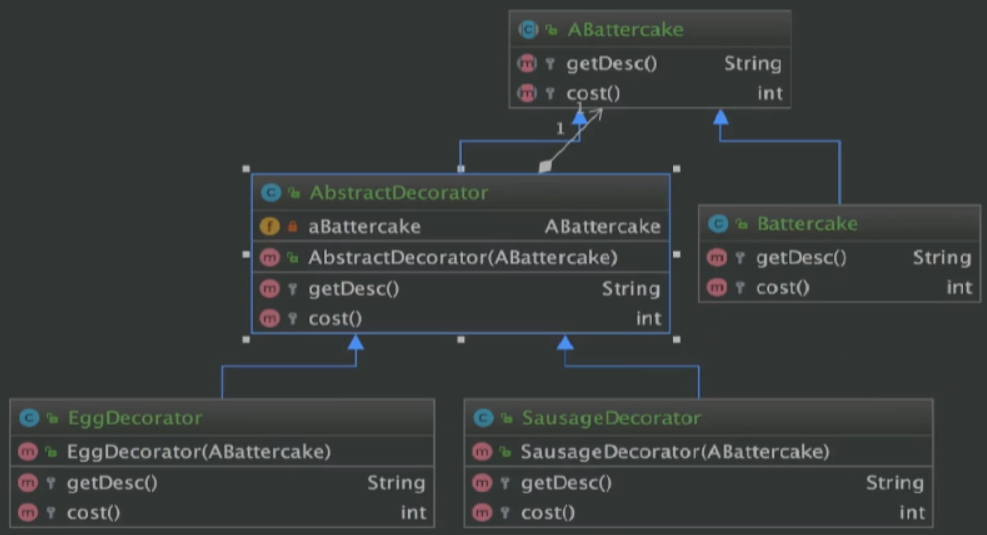 ABattercake
getDesc() String
cost() int
1
1
AbstractDecorator
aBattercake ABattercake
AbstractDecorator(ABattercake)
getDesc() String
cost() int
Battercake
getDesc() String
cost() int
EggDecorator
EggDecorator(ABattercake)
getDesc() String
cost() int
SausageDecorator
SausageDecorator(ABattercake)
getDesc() String
cost() int